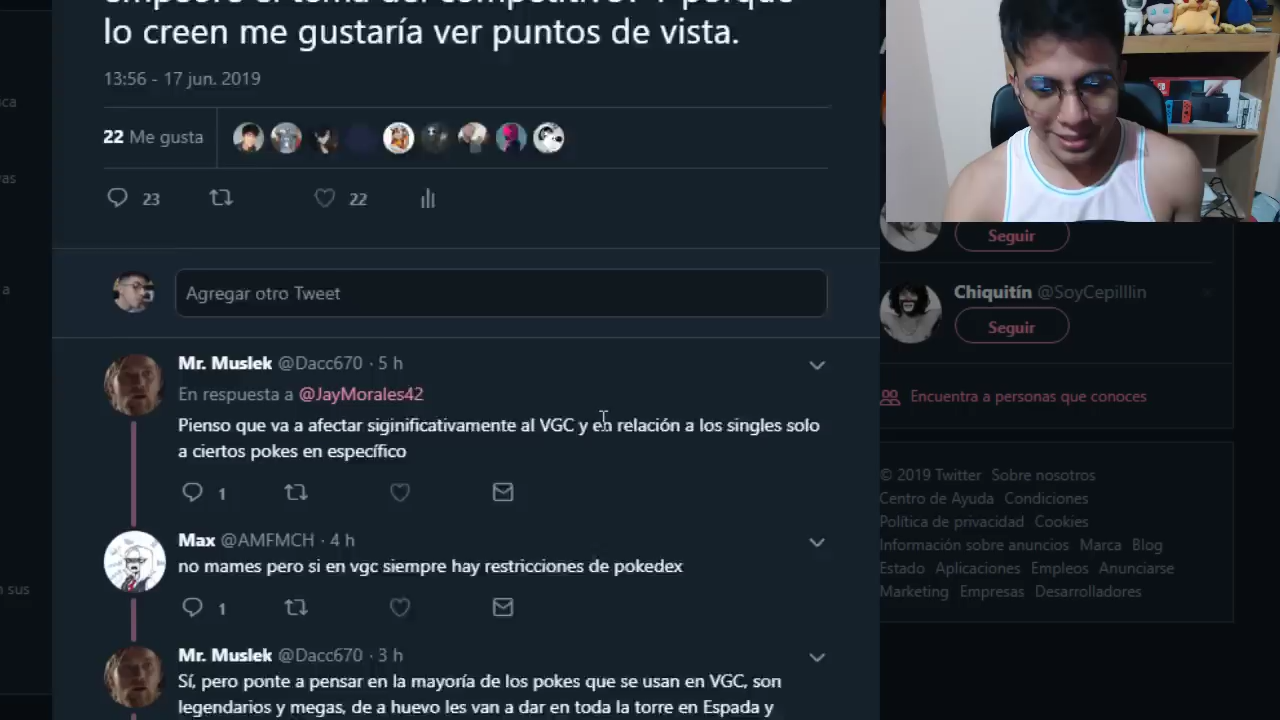 lo creen me gustaría ver puntos de vista.
13:56 - 17 jun. 2019
22 Me gusta
23
22
Agregar otro Tweet
Mr. Muslek @Dacc670 · 5 h
En respuesta a @JayMorales42
Pienso que va a afectar siginificativamente al VGC y en relación a los singles solo
a ciertos pokes en específico
1
Max @AMFMCH · 4 h
no mames pero si en vgc siempre hay restricciones de pokedex
1
Mr. Muslek @Dacc670 · 3 h
Sí, pero ponte a pensar en la mayoría de los pokes que se usan en VGC, son
legendarios y megas, de a huevo les van a dar en toda la torre en Espada y
Seguir
Chiquitín @SoyCepilllin
Seguir
Encuentra a personas que conoces
© 2019 Twitter Sobre nosotros
Centro de Ayuda Condiciones
Política de privacidad Cookies
Información sobre anuncios Marca Blog
Estado Aplicaciones Empleos Anunciarse
Marketing Empresas Desarrolladores